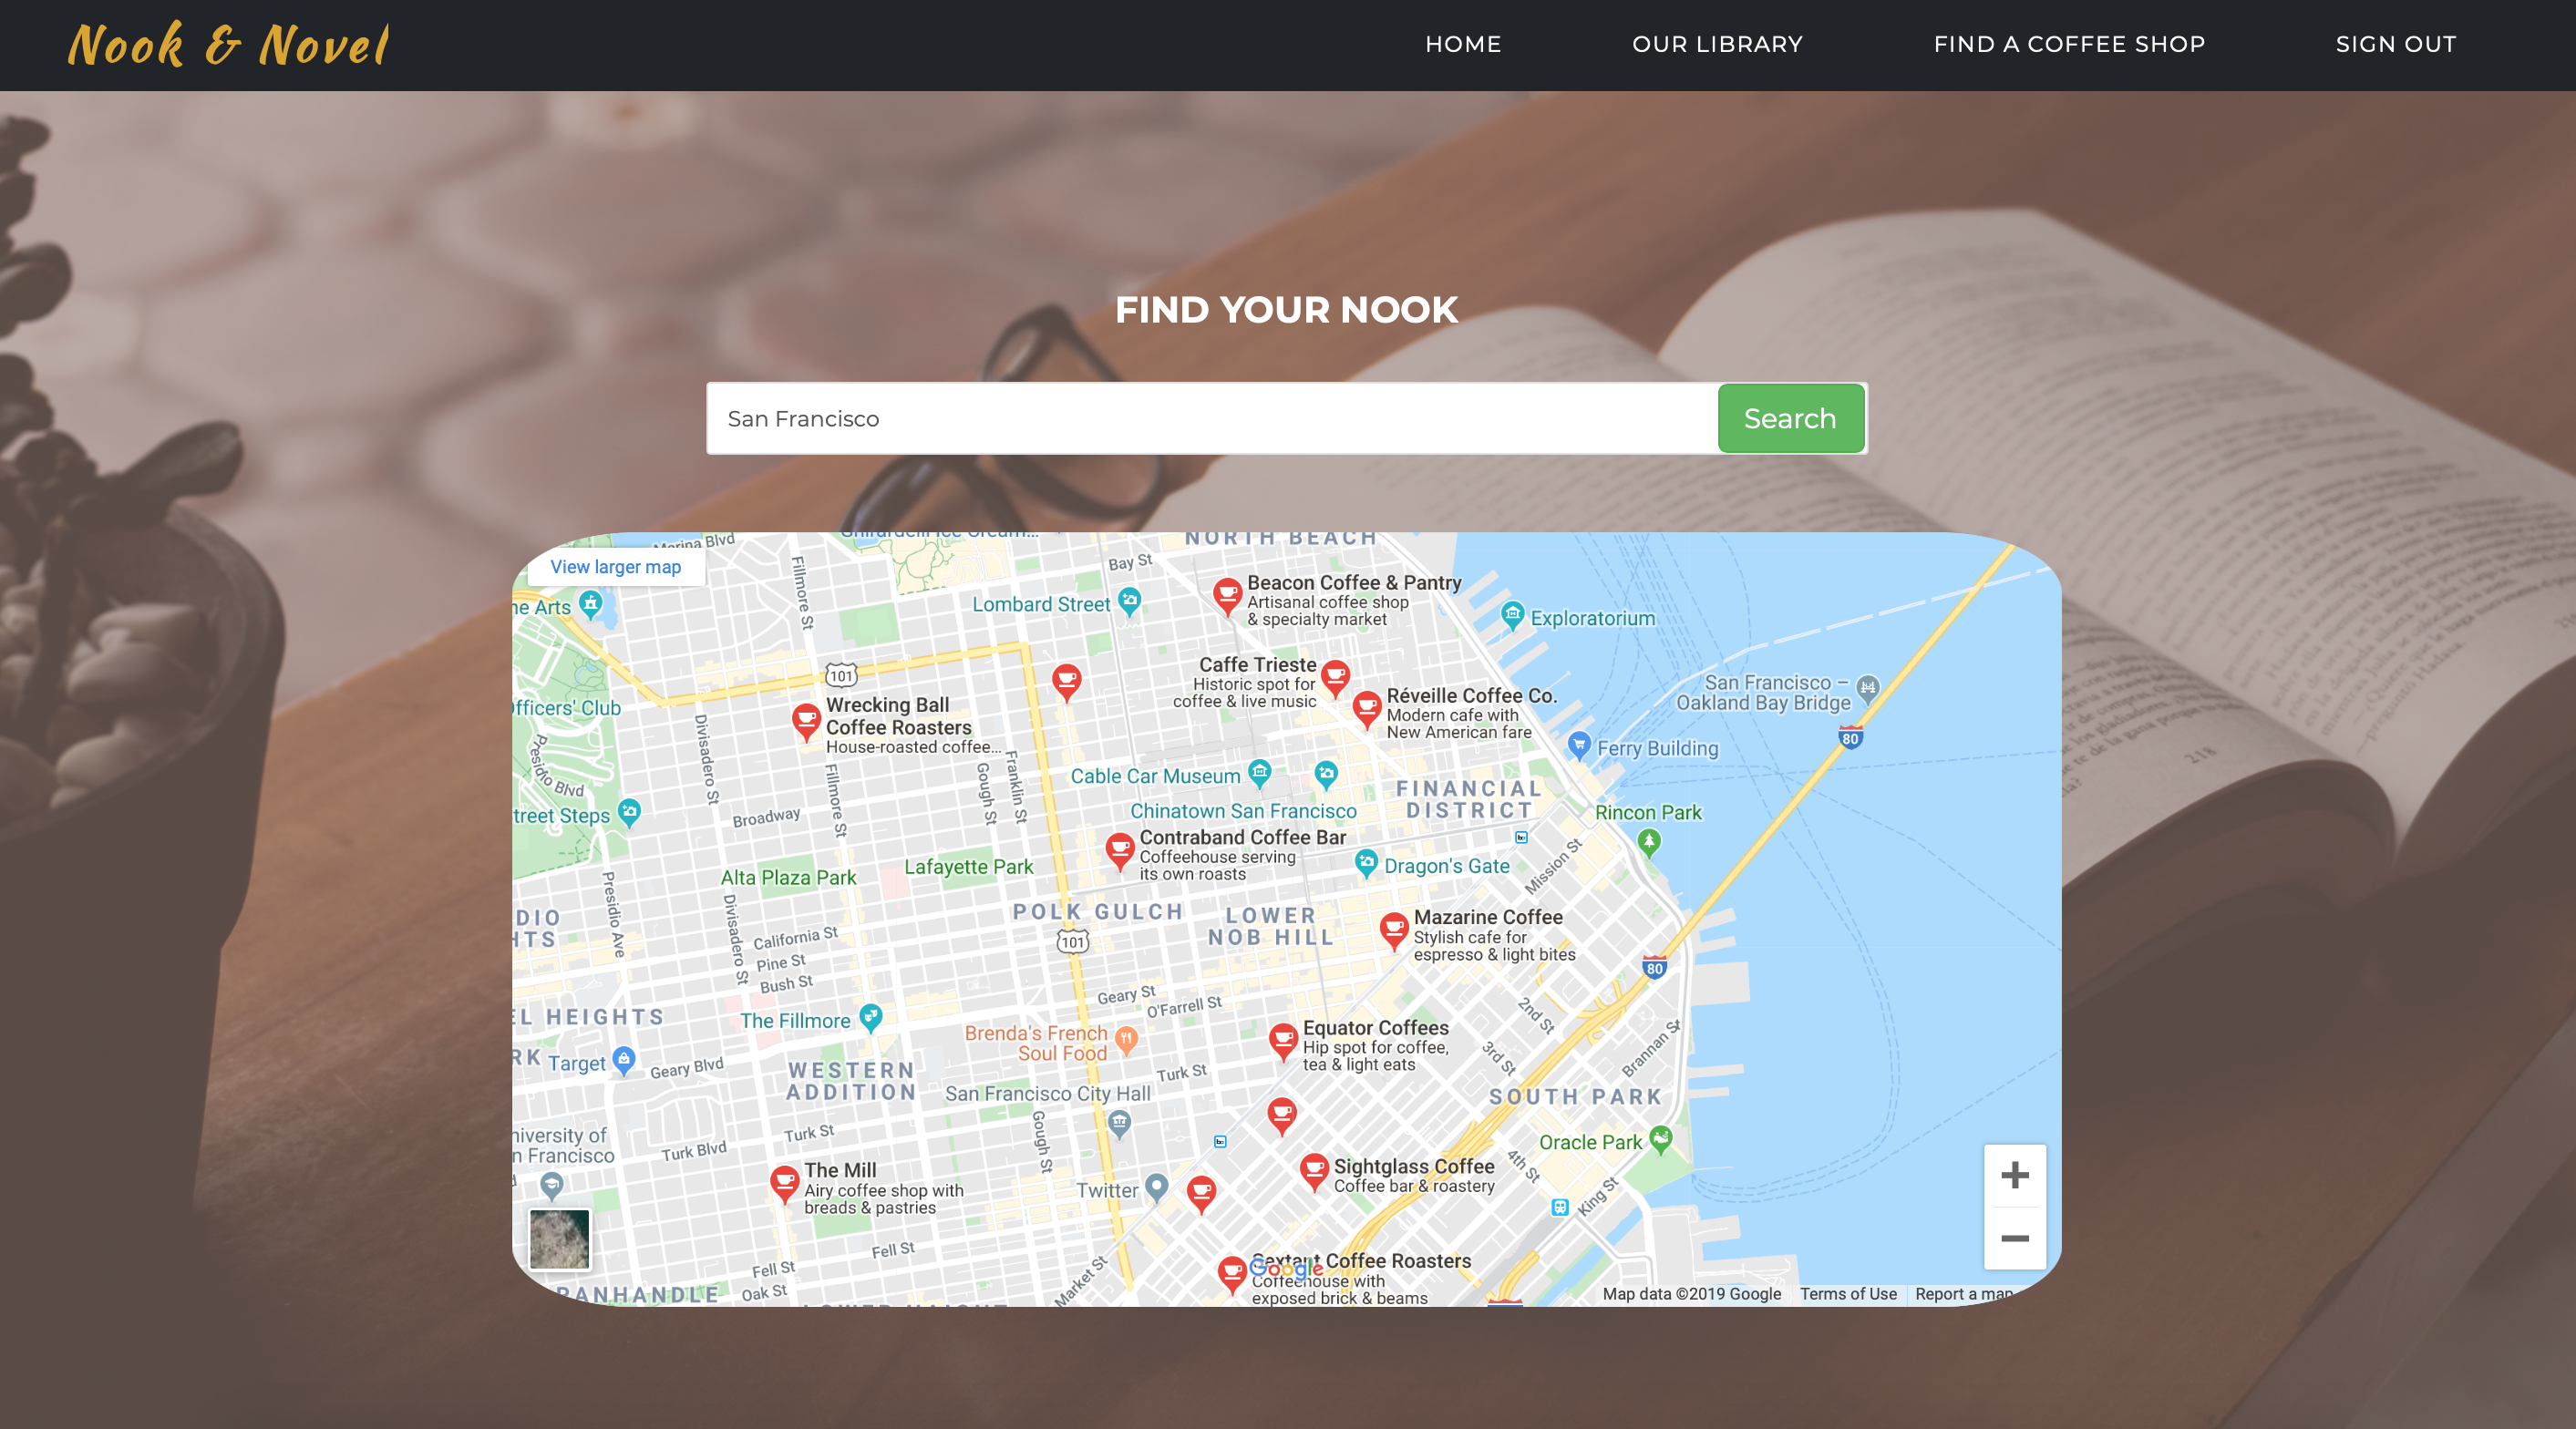 Nook & Novel
HOME
OUR LIBRARY
FIND A COFFEE SHOP
SIGN OUT
FIND YOUR NOOK
San Francisco
Search
View larger map
Marina Blvd
NORTH BEACH
Bay St
Fillmore St
Lombard Street
Beacon Coffee & Pantry
Artisanal coffee shop
& specialty market
Exploratorium
101
Caffe Trieste
Historic spot for
coffee & live music
Réveille Coffee Co.
Modern cafe with
New American fare
San Francisco –
Oakland Bay Bridge
80
Officers' Club
Wrecking Ball
Coffee Roasters
House-roasted coffee...
Presidio Blvd
Divisadero St
Fillmore St
Gough St
Franklin St
Ferry Building
Cable Car Museum
Chinatown San Francisco
FINANCIAL
DISTRICT
Rincon Park
treet Steps
Broadway
Contraband Coffee Bar
Coffeehouse serving
its own roasts
Dragon's Gate
Mission St
Alta Plaza Park
Lafayette Park
Presidio Ave
Divisadero St
POLK GULCH
LOWER
NOB HILL
101
Mazarine Coffee
Stylish cafe for
espresso & light bites
80
DIO
HTS
California St
Pine St
Bush St
Geary St
O'Farrell St
2nd St
EL HEIGHTS
The Fillmore
Brenda's French
Soul Food
Equator Coffees
Hip spot for coffee,
tea & light eats
3rd St
Brannan St
RK
Target
Geary Blvd
WESTERN
ADDITION
San Francisco City Hall
Turk St
SOUTH PARK
niversity of
n Francisco
Turk Blvd
Turk St
Gough St
Oracle Park
4th St
King St
The Mill
Airy coffee shop with
breads & pastries
Twitter
Sightglass Coffee
Coffee bar & roastery
Fell St
Fell St
Oak St
Market St
PANHANDLE
LOWER HAIGHT
Sextant Coffee Roasters
Coffeehouse with
exposed brick & beams
Google
Map data ©2019 Google
Terms of Use
Report a map
218